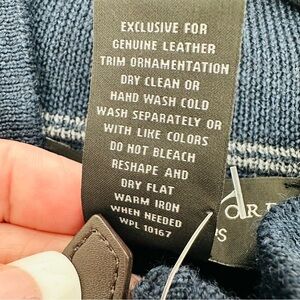 EXCLUSIVE FOR
GENUINE LEATHER
TRIM ORNAMENTATION
DRY CLEAN OR
HAND WASH COLD
WASH SEPARATELY OR
WITH LIKE COLORS
DO NOT BLEACH
RESHAPE AND
DRY FLAT
WARM IRON
WHEN NEEDED
WPL 10167